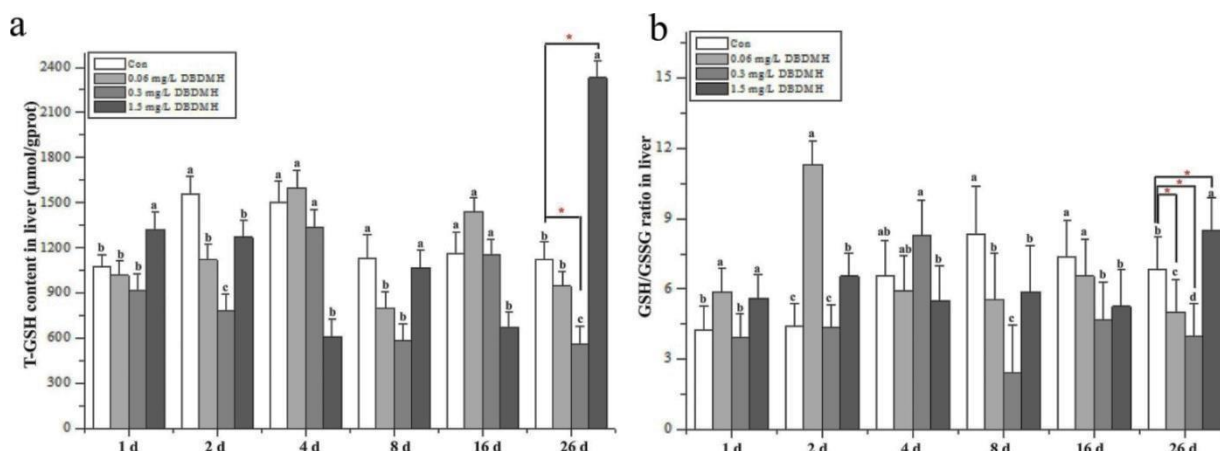 a
T-GSH content in liver (μmol/gprot)
2400
2100
1800
1500
1200
900
600
300
0
Con
0.06 mg/L DBDMH
0.3 mg/L DBDMH
1.5 mg/L DBDMH
b b b a
a b c b
a a a b
a b b a
a a a b
b b c a
* *
1 d 2 d 4 d 8 d 16 d 26 d
b
GSH/GSSG ratio in liver
15
12
9
6
3
0
Con
0.06 mg/L DBDMH
0.3 mg/L DBDMH
1.5 mg/L DBDMH
b a b a
c a c b
ab ab a b
a b c b
a a b b
b c d a
* * *
1 d 2 d 4 d 8 d 16 d 26 d